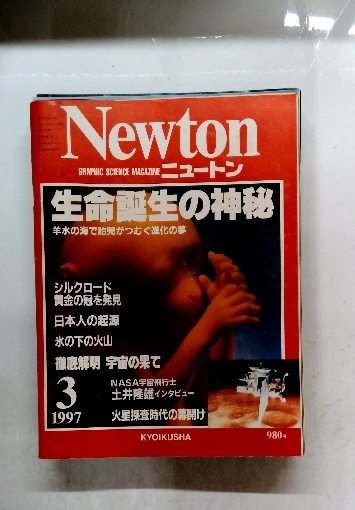 Newton
GRAPHIC SCIENCE MAGAZINE ニュートン
生命誕生の神秘
羊水の海で胎児がつむぐ進化の夢
シルクロード
黄金の冠を発見
日本人の起源
氷の下の火山
徹底解明 宇宙の果て
3
1997
NASA宇宙飛行士
土井隆雄インタビュー
火星探査時代の幕開け
KYOIKUSHA
980円